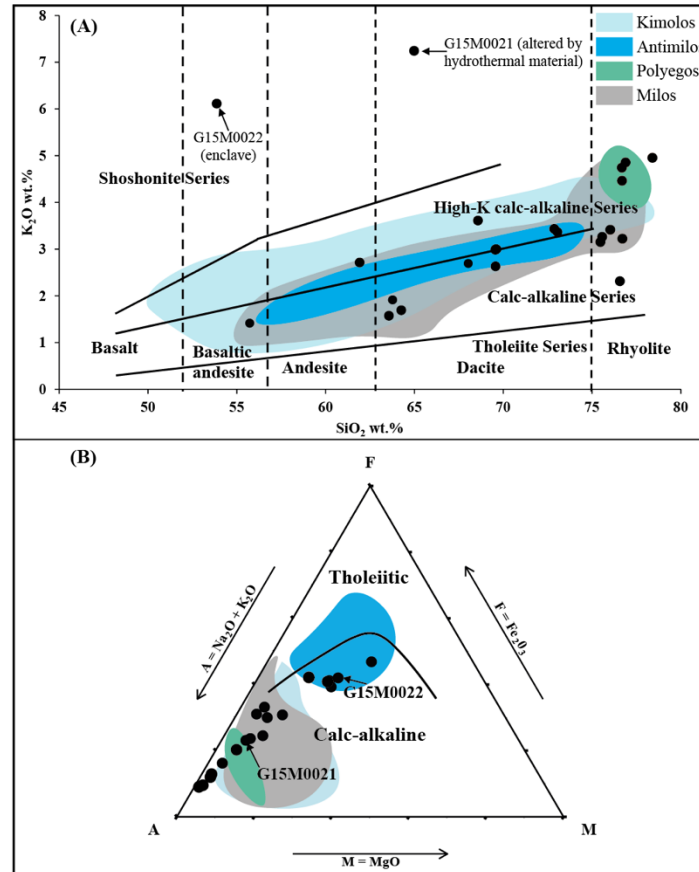 (A)
Kimolos
Antimilo
Polyegos
Milos
G15M0021 (altered by
hydrothermal material)
G15M0022
(enclave)
Shoshonite Series
High-K calc-alkaline Series
Calc-alkaline Series
Tholeiite Series
Basalt
Basaltic
andesite
Andesite
Dacite
Rhyolite
K₂O wt.%
8
7
6
5
4
3
2
1
0
45
50
55
60
65
70
75
80
SiO₂ wt.%
(B)
F
Tholeiitic
A = Na₂O + K₂O
F = Fe₂0₃
G15M0022
Calc-alkaline
G15M0021
A
M
M = MgO